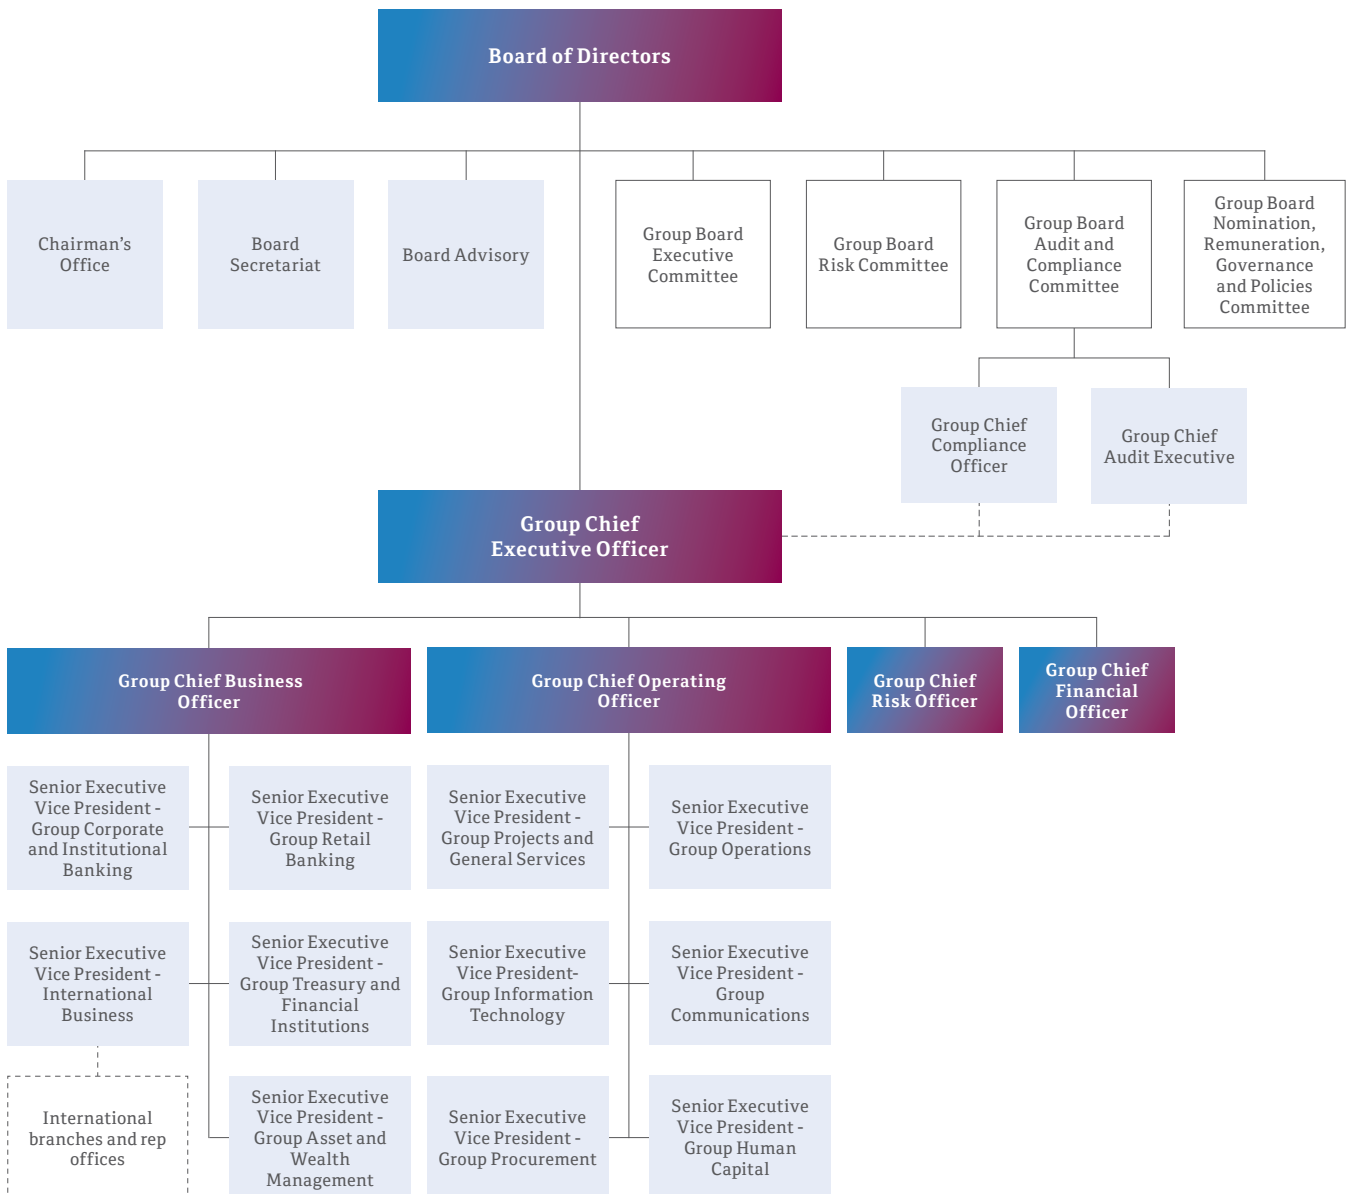 Board of Directors
Chairman’s
Office
Board
Secretariat
Board Advisory
Group Board
Executive
Committee
Group Board
Risk Committee
Group Board
Audit and
Compliance
Committee
Group Board
Nomination,
Remuneration,
Governance
and Policies
Committee
Group Chief
Compliance
Officer
Group Chief
Audit Executive
Group Chief
Executive Officer
Group Chief Business
Officer
Group Chief Operating
Officer
Group Chief
Risk Officer
Group Chief
Financial
Officer
Senior Executive
Vice President -
Group Corporate
and Institutional
Banking
Senior Executive
Vice President -
Group Retail
Banking
Senior Executive
Vice President -
Group Projects and
General Services
Senior Executive
Vice President -
Group Operations
Senior Executive
Vice President -
International
Business
Senior Executive
Vice President -
Group Treasury and
Financial
Institutions
Senior Executive
Vice President-
Group Information
Technology
Senior Executive
Vice President -
Group
Communications
International
branches and rep
offices
Senior Executive
Vice President -
Group Asset and
Wealth
Management
Senior Executive
Vice President -
Group Procurement
Senior Executive
Vice President -
Group Human
Capital